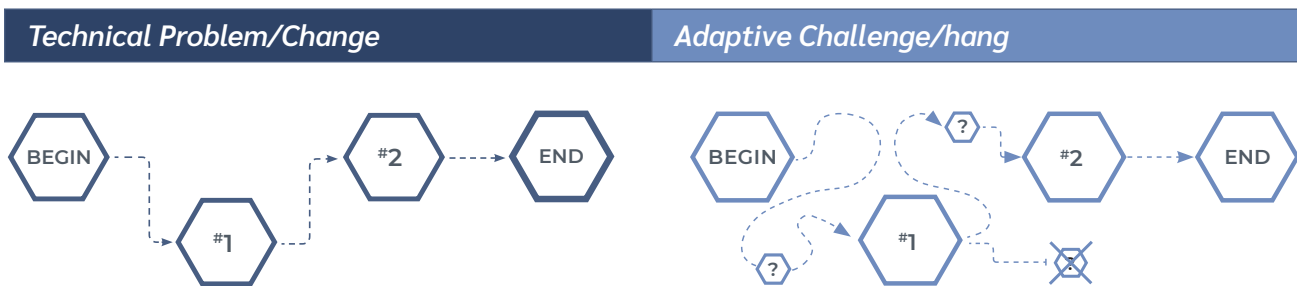 Technical Problem/Change
Adaptive Challenge/hang
BEGIN
#1
#2
END
BEGIN
?
#1
?
#2
END
?